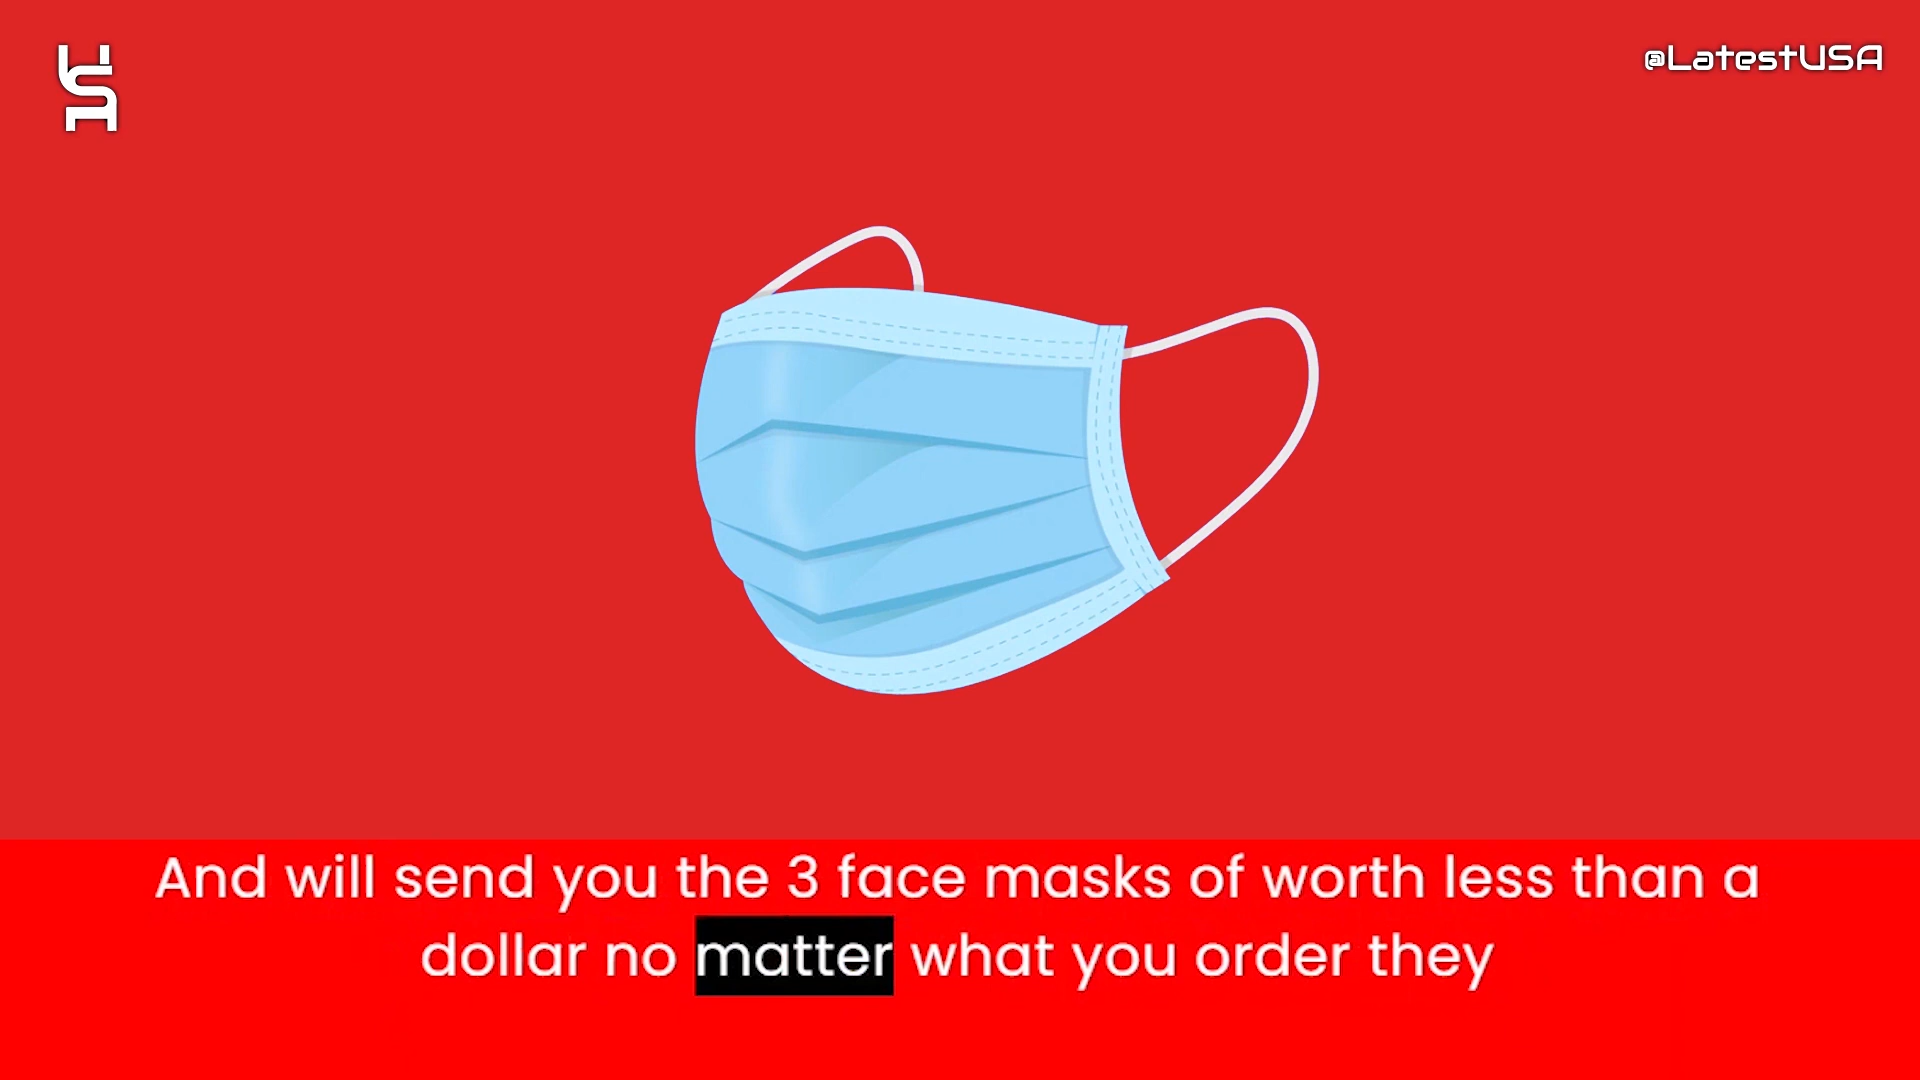 USA
@LatestUSA
And will send you the 3 face masks of worth less than a
dollar no matter what you order they